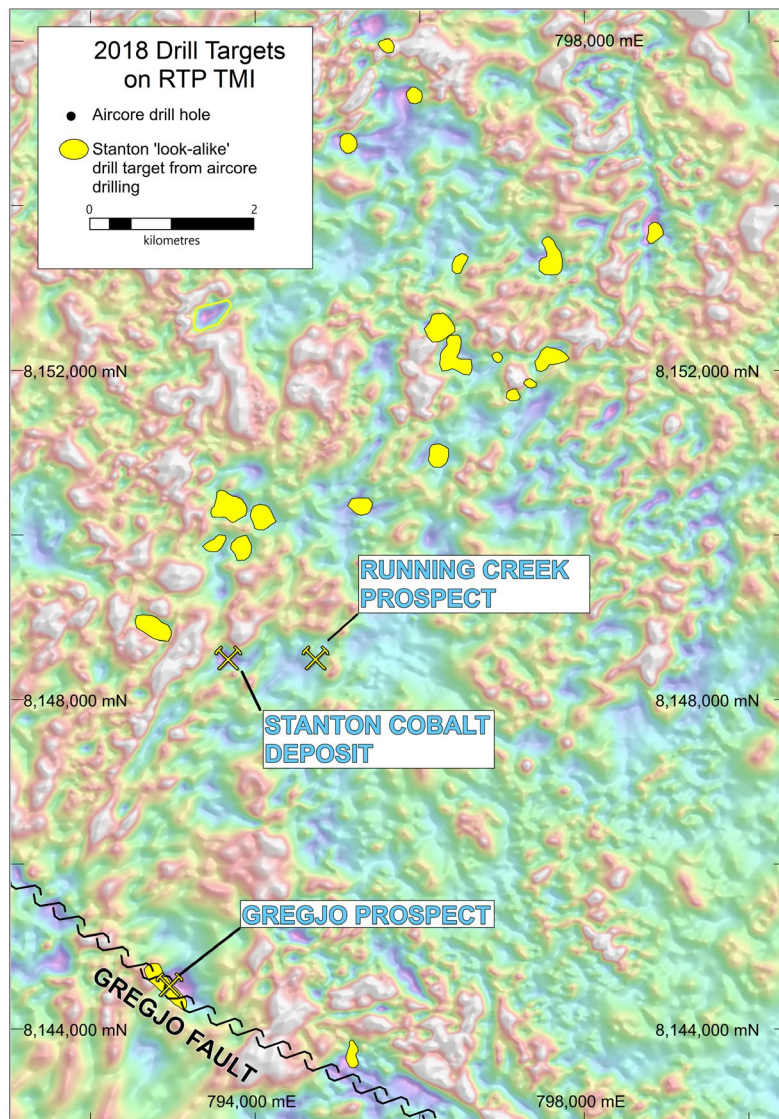 798,000 mE
2018 Drill Targets
on RTP TMI
Aircore drill hole
Stanton 'look-alike'
drill target from aircore
drilling
0 2
kilometres
8,152,000 mN 8,152,000 mN
RUNNING CREEK
PROSPECT
8,148,000 mN 8,148,000 mN
STANTON COBALT
DEPOSIT
GREGJO PROSPECT
GREGJO FAULT
8,144,000 mN 8,144,000 mN
794,000 mE 798,000 mE